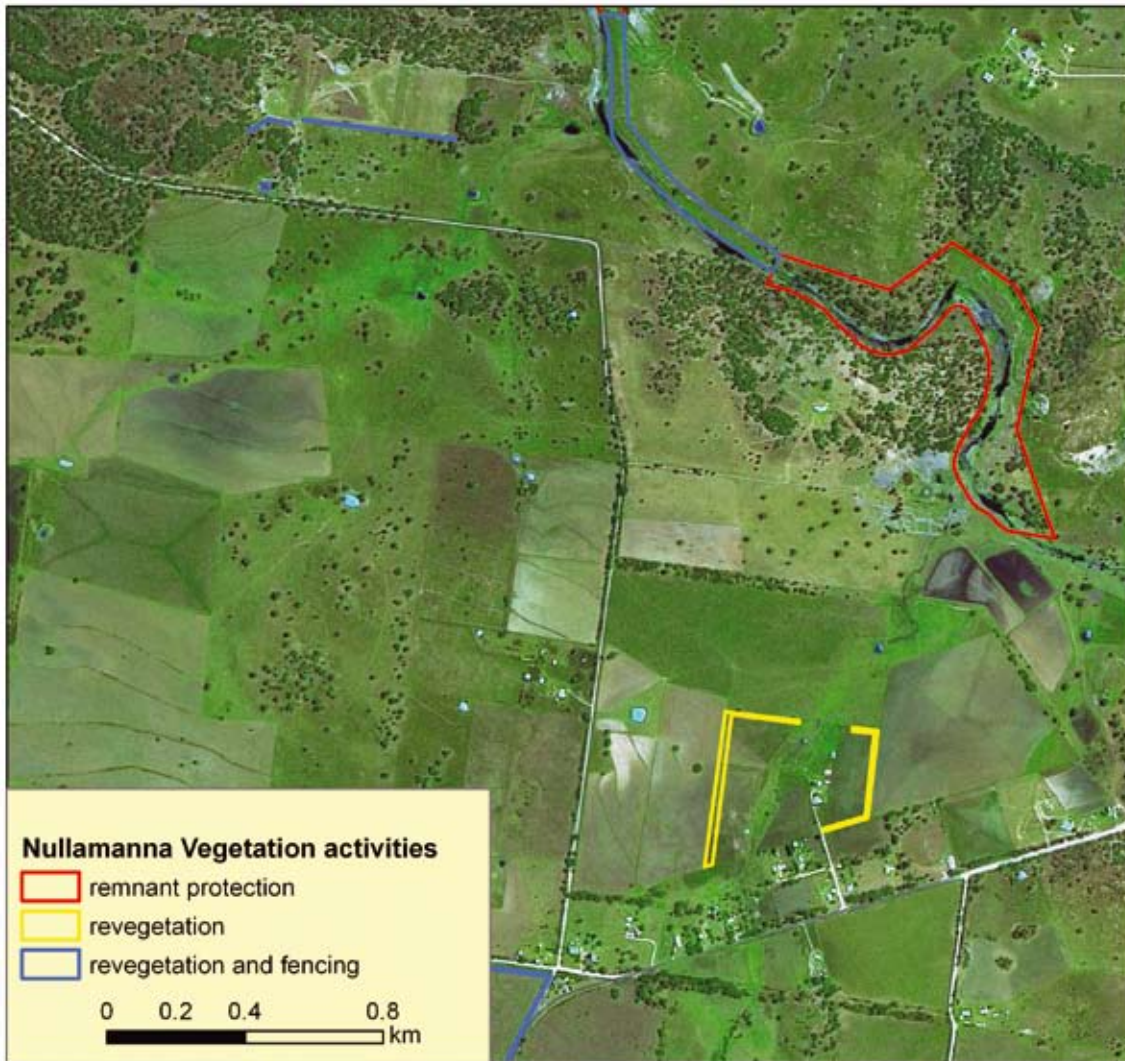 Nullamanna Vegetation activities
remnant protection
revegetation
revegetation and fencing
0 0.2 0.4 0.8
km